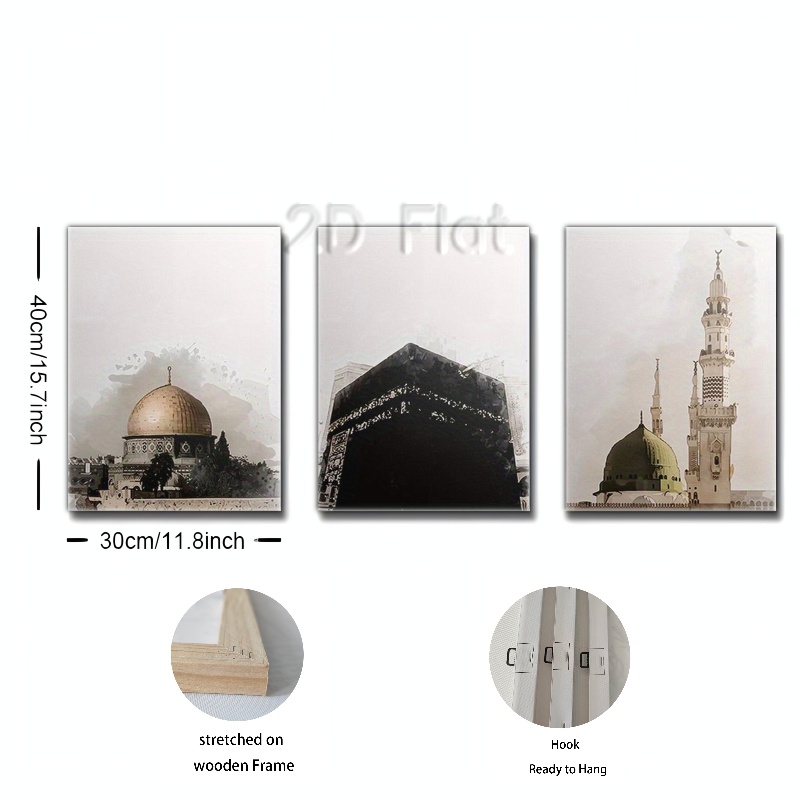 2D Flat
40cm/15.7inch
30cm/11.8inch
stretched on
wooden Frame
Hook
Ready to Hang